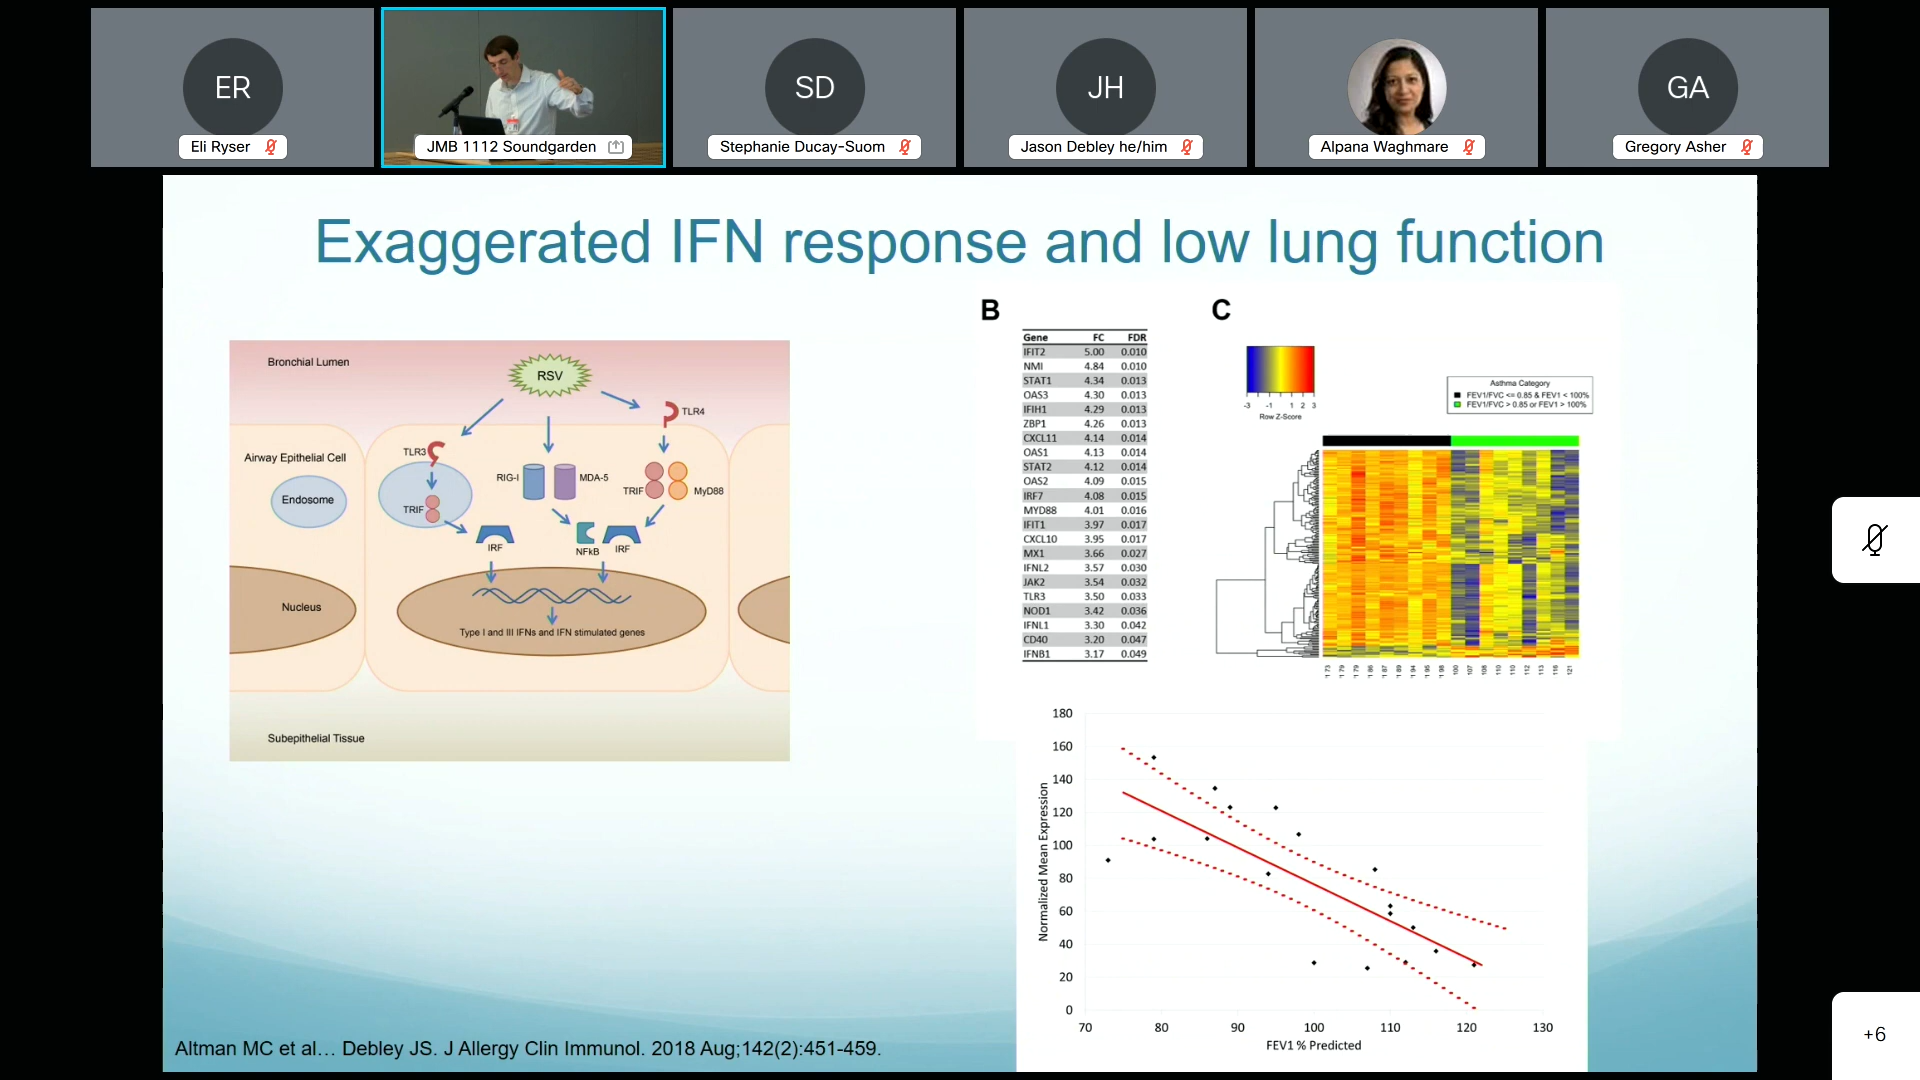 ER
Eli Ryser
JMB 1112 Soundgarden
SD
Stephanie Ducay-Suom
JH
Jason Debley he/him
Alpana Waghmare
GA
Gregory Asher
Exaggerated IFN response and low lung function
Bronchial Lumen
RSV
TLR4
TLR3
Airway Epithelial Cell
RIG-I
MDA-5
Endosome
TRIF
MyD88
TRIF
IRF
NFkB
IRF
Nucleus
Type I and III IFNs and IFN stimulated genes
Subepithelial Tissue
B
Gene FC FDR
IFIT2 5.00 0.010
NMI 4.84 0.010
STAT1 4.34 0.013
OAS3 4.30 0.013
IFIH1 4.29 0.013
ZBP1 4.26 0.013
CXCL11 4.14 0.014
OAS1 4.13 0.014
STAT2 4.12 0.014
OAS2 4.09 0.015
IRF7 4.08 0.015
MYD88 4.01 0.016
IFIT1 3.97 0.017
CXCL10 3.95 0.017
MX1 3.66 0.027
IFNL2 3.57 0.030
JAK2 3.54 0.032
TLR3 3.50 0.033
NOD1 3.42 0.036
IFNL1 3.30 0.042
CD40 3.20 0.047
IFNB1 3.17 0.049
C
-3 -1 1 2 3
Row Z-Score
Asthma Category
FEV1/FVC <= 0.85 & FEV1 < 100%
FEV1/FVC > 0.85 or FEV1 > 100%
180
160
140
120
100
80
60
40
20
0
Normalized Mean Expression
70 80 90 100 110 120 130
FEV1 % Predicted
Altman MC et al... Debley JS. J Allergy Clin Immunol. 2018 Aug;142(2):451-459.
+6